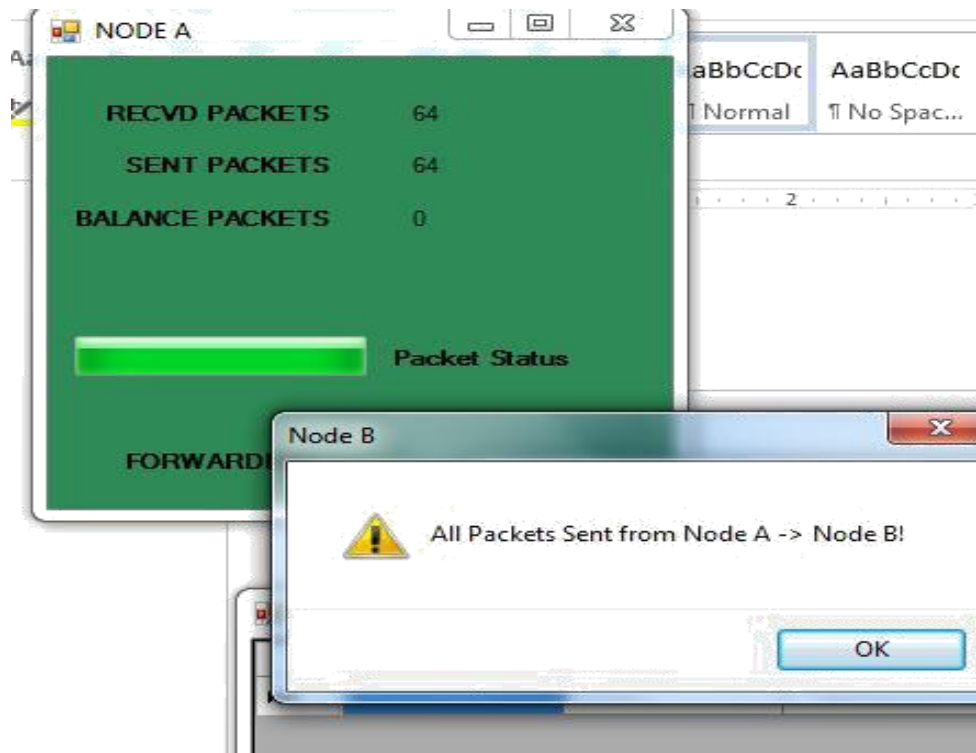 NODE A
RECVD PACKETS 64
SENT PACKETS 64
BALANCE PACKETS 0
Packet Status
AaBbCcDc
¶ Normal ¶ No Spac...
2
Node B
All Packets Sent from Node A -> Node B!
OK